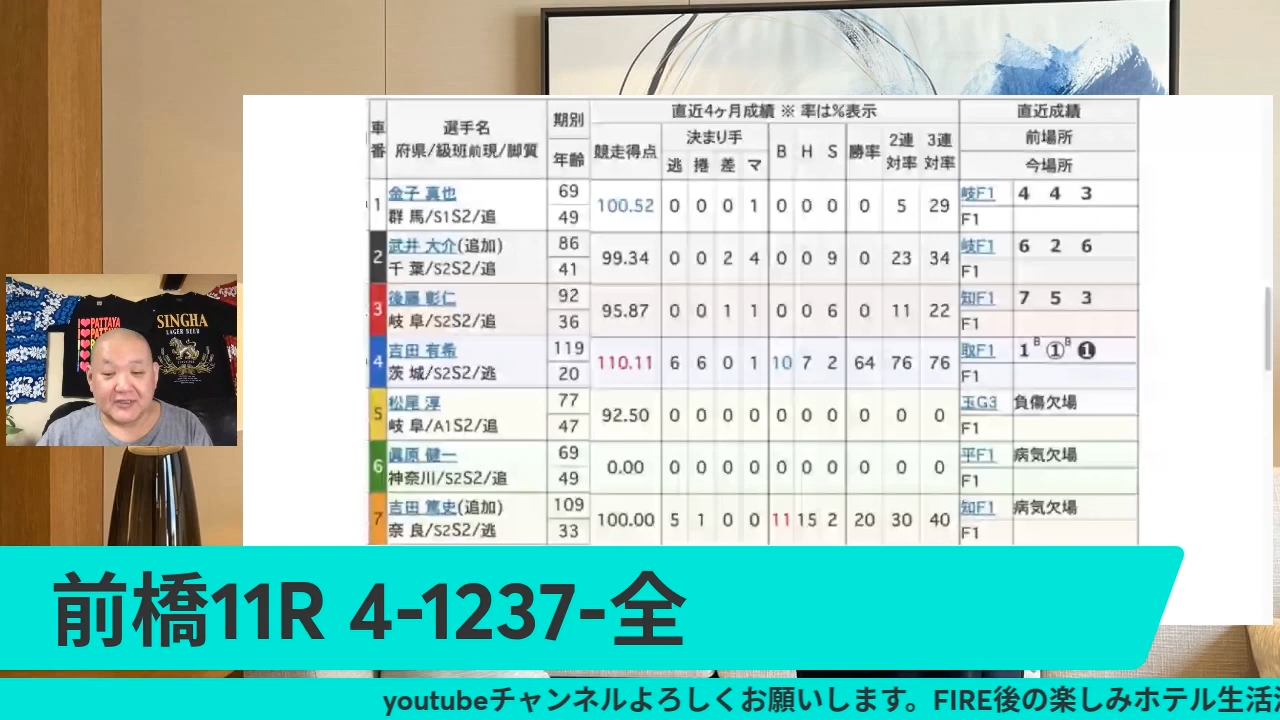 車番 選手名 府県/級班前現/脚質 期別 年齢 直近4ヶ月成績 ※ 率は%表示 直近成績
競走得点 決まり手 B H S 勝率 2連対率 3連対率 前場所
逃 捲 差 マ 今場所
1 金子 真也 69 100.52 0 0 0 1 0 0 0 0 5 29 岐F1 4 4 3
群 馬/S1S2/追 49 F1
2 武井 大介(追加) 86 99.34 0 0 2 4 0 0 9 0 23 34 岐F1 6 2 6
千 葉/S2S2/追 41 F1
3 後藤 彰仁 92 95.87 0 0 1 1 0 0 6 0 11 22 知F1 7 5 3
岐 阜/S2S2/追 36 F1
4 吉田 有希 119 110.11 6 6 0 1 10 7 2 64 76 76 取F1 1B ①B ❶
茨 城/S2S2/逃 20 F1
5 松尾 淳 77 92.50 0 0 0 0 0 0 0 0 0 0 玉G3 負傷欠場
岐 阜/A1S2/追 47 F1
6 眞原 健一 69 0.00 0 0 0 0 0 0 0 0 0 0 平F1 病気欠場
神奈川/S2S2/追 49 F1
7 吉田 篤史(追加) 109 100.00 5 1 0 0 11 15 2 20 30 40 知F1 病気欠場
奈 良/S2S2/逃 33 F1
PATTAYA
SINGHA
LAGER BEER
前橋11R 4-1237-全
youtubeチャンネルよろしくお願いします。FIRE後の楽しみホテル生活